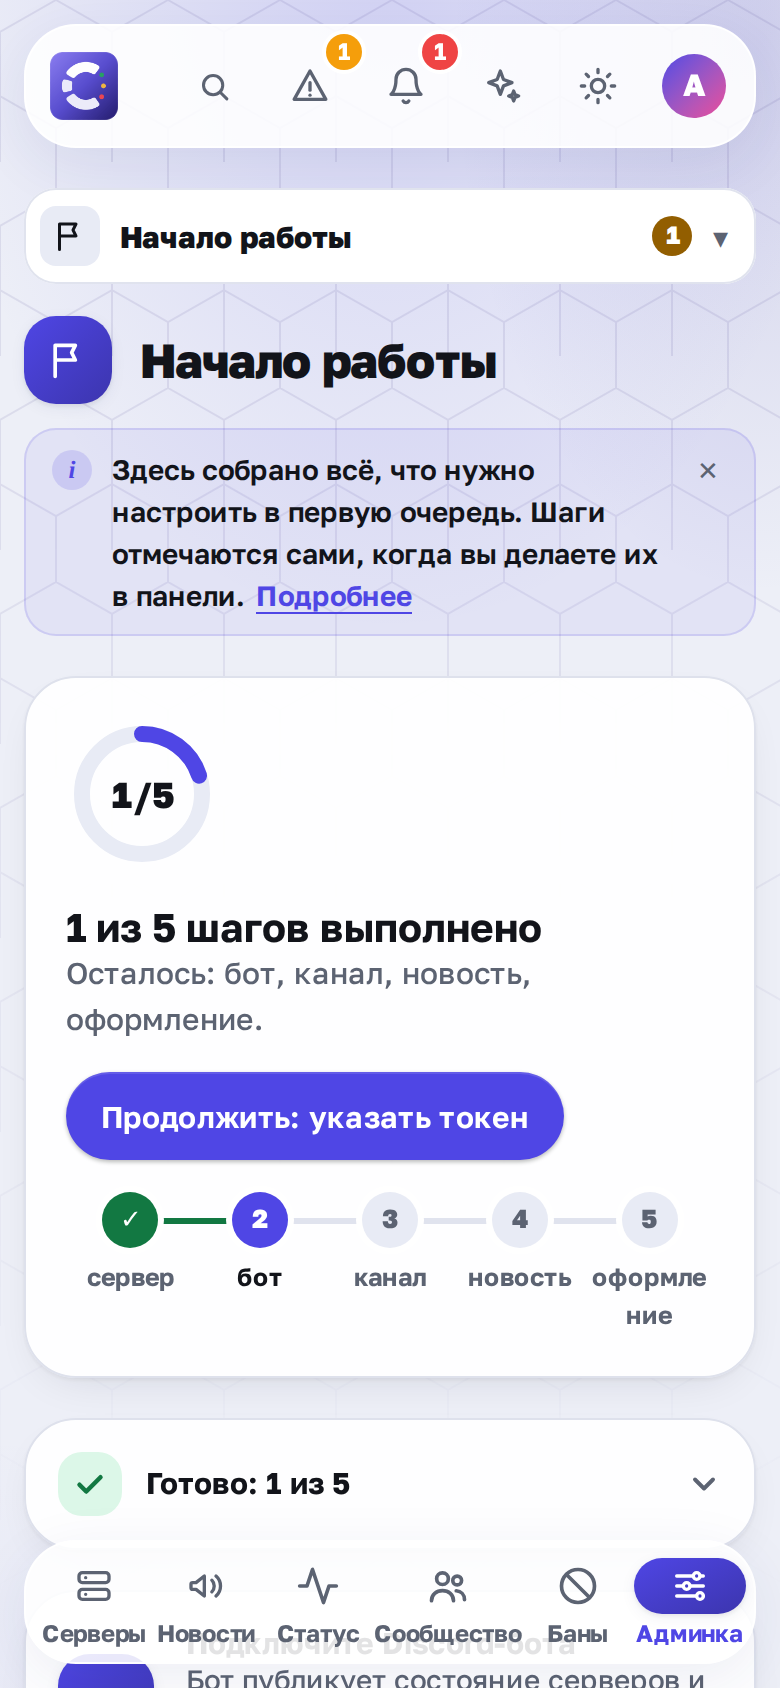 1
1
A
Начало работы
1
Начало работы
Здесь собрано всё, что нужно
настроить в первую очередь. Шаги
отмечаются сами, когда вы делаете их
в панели. Подробнее
1/5
1 из 5 шагов выполнено
Осталось: бот, канал, новость,
оформление.
Продолжить: указать токен
✓ 2 3 4 5
сервер бот канал новость оформле
ние
Готово: 1 из 5
Серверы Новости Статус Сообщество Баны Админка
Подключите Discord-бота
Бот публикует состояние серверов и